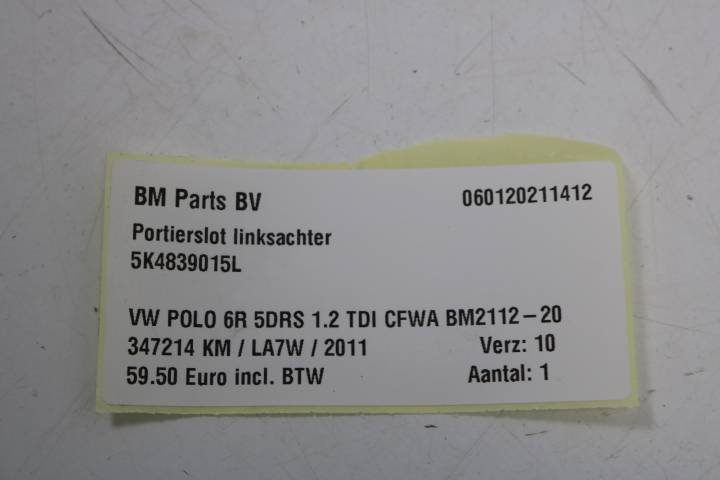 BM Parts BV 060120211412
Portierslot linksachter
5K4839015L
VW POLO 6R 5DRS 1.2 TDI CFWA BM2112-20
347214 KM / LA7W / 2011 Verz: 10
59.50 Euro incl. BTW Aantal: 1